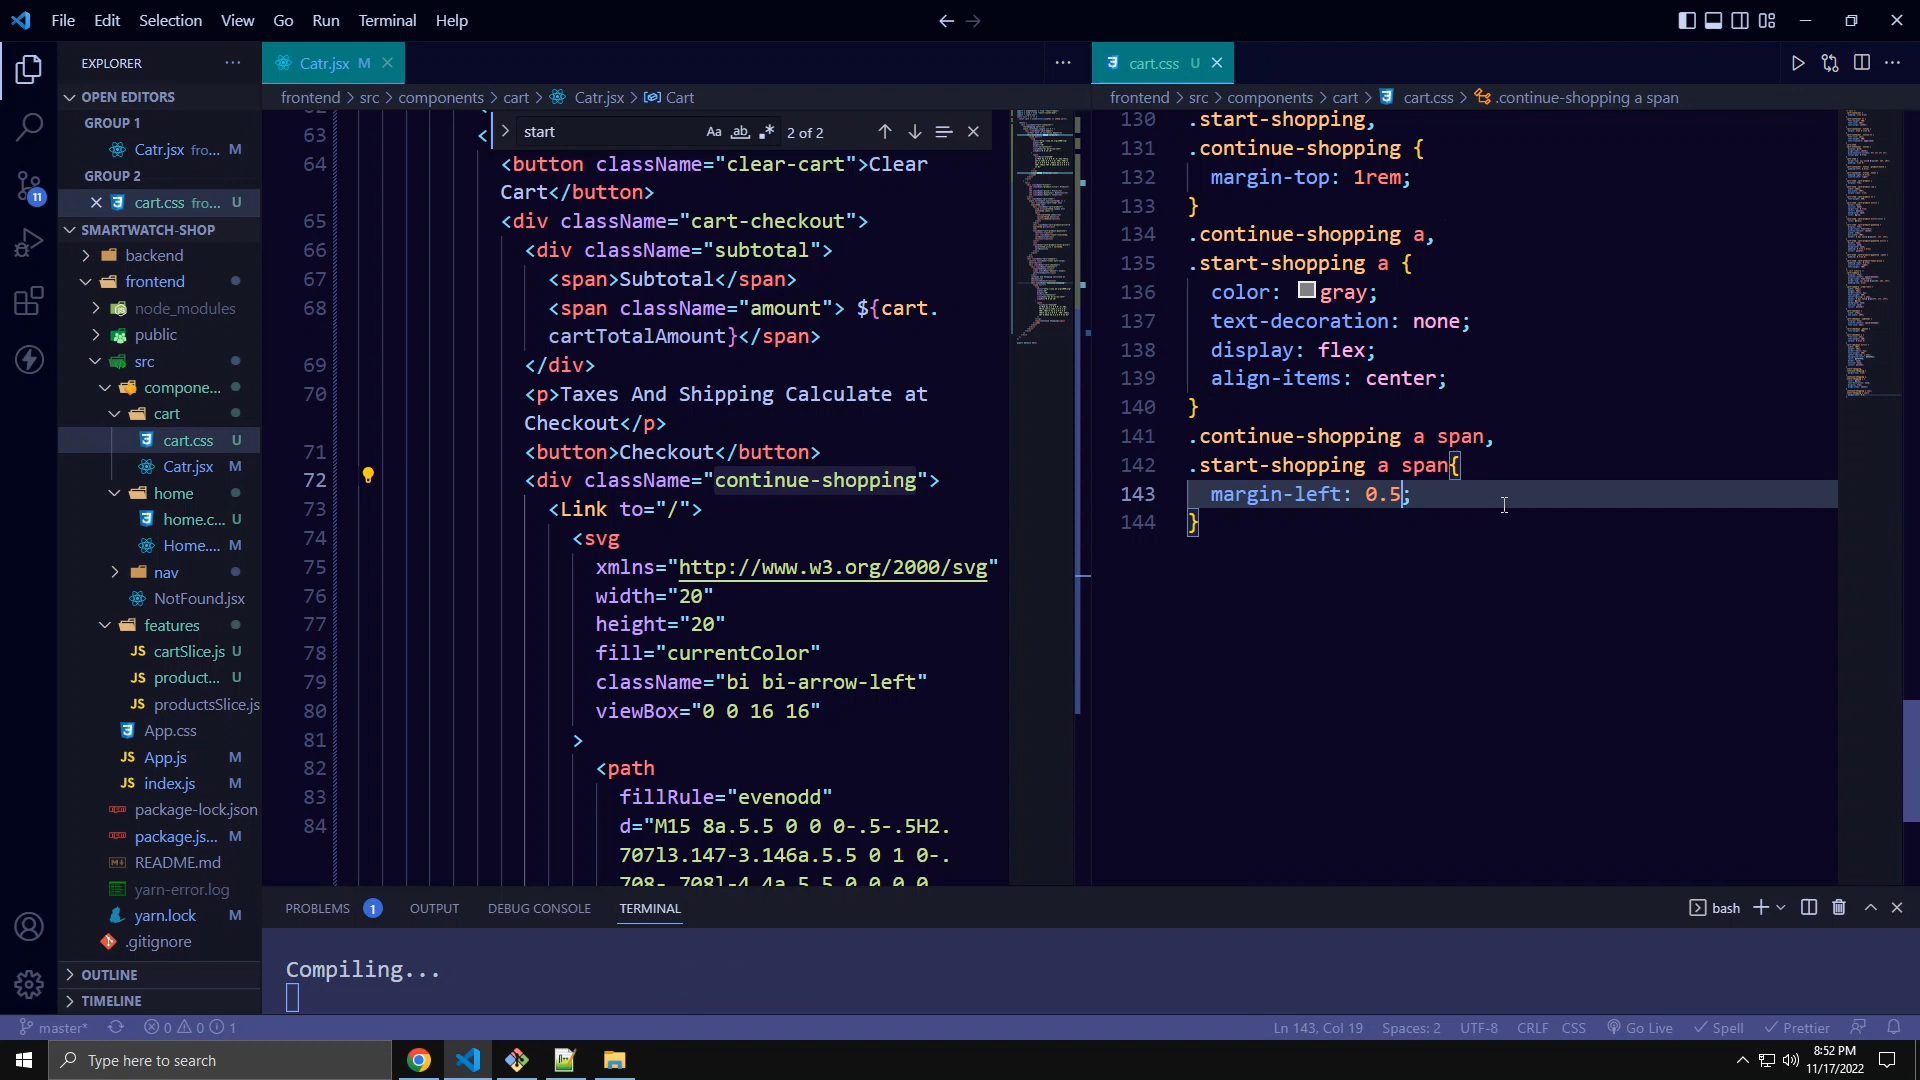 File Edit Selection View Go Run Terminal Help
EXPLORER
OPEN EDITORS
GROUP 1
Catr.jsx fro... M
GROUP 2
cart.css fro... U
SMARTWATCH-SHOP
backend
frontend
node_modules
public
src
compone...
cart
cart.css U
Catr.jsx M
home
home.c... U
Home.... M
nav
NotFound.jsx
features
cartSlice.js U
product... U
productsSlice.js
App.css
App.js M
index.js M
package-lock.json
package.js... M
README.md
yarn-error.log
yarn.lock M
.gitignore
OUTLINE
TIMELINE
11
Catr.jsx M
frontend > src > components > cart > Catr.jsx > Cart
start Aa ab 2 of 2
63 <
64 <button className="clear-cart">Clear
Cart</button>
65 <div className="cart-checkout">
66 <div className="subtotal">
67 <span>Subtotal</span>
68 <span className="amount"> ${cart.
cartTotalAmount}</span>
69 </div>
70 <p>Taxes And Shipping Calculate at
Checkout</p>
71 <button>Checkout</button>
72 <div className="continue-shopping">
73 <Link to="/">
74 <svg
75 xmlns="http://www.w3.org/2000/svg"
76 width="20"
77 height="20"
78 fill="currentColor"
79 className="bi bi-arrow-left"
80 viewBox="0 0 16 16"
81 >
82 <path
83 fillRule="evenodd"
84 d="M15 8a.5.5 0 0 0-.5-.5H2.
707l3.147-3.146a.5.5 0 1 0-.
708-.708l-4 4a.5.5 0 0 0 0
cart.css U
frontend > src > components > cart > cart.css > .continue-shopping a span
130 .start-shopping,
131 .continue-shopping {
132 margin-top: 1rem;
133 }
134 .continue-shopping a,
135 .start-shopping a {
136 color: gray;
137 text-decoration: none;
138 display: flex;
139 align-items: center;
140 }
141 .continue-shopping a span,
142 .start-shopping a span{
143 margin-left: 0.5;
144 }
PROBLEMS 1 OUTPUT DEBUG CONSOLE TERMINAL
bash
Compiling...
master* 0 0 1
Ln 143, Col 19 Spaces: 2 UTF-8 CRLF CSS Go Live Spell Prettier
Type here to search
8:52 PM
11/17/2022